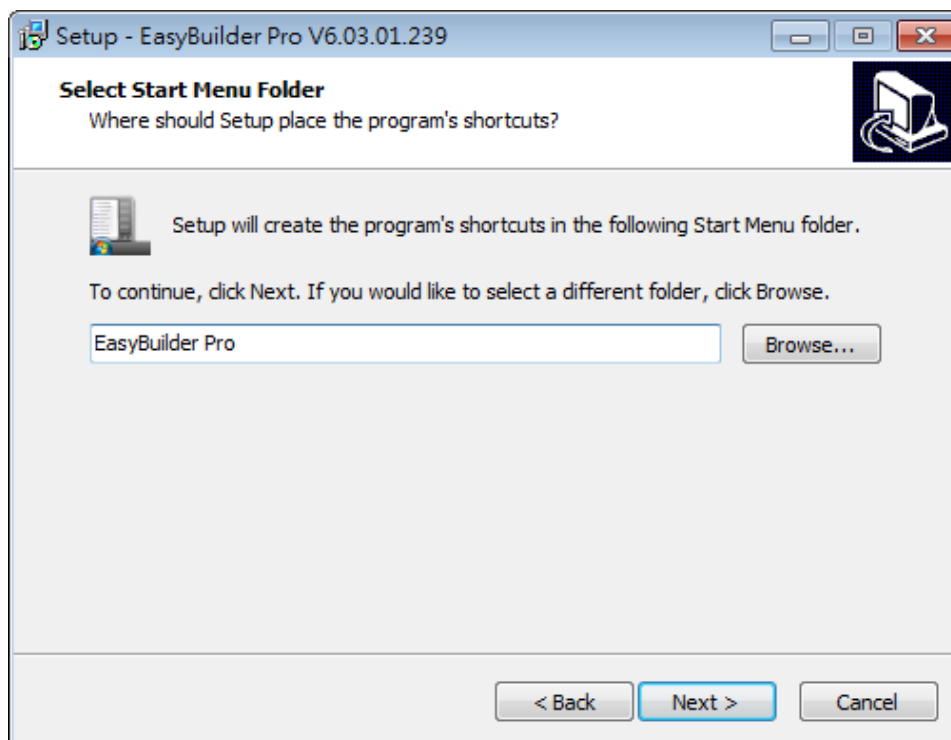 Setup - EasyBuilder Pro V6.03.01.239
Select Start Menu Folder
Where should Setup place the program's shortcuts?
Setup will create the program's shortcuts in the following Start Menu folder.
To continue, click Next. If you would like to select a different folder, click Browse.
EasyBuilder Pro
Browse...
< Back
Next >
Cancel